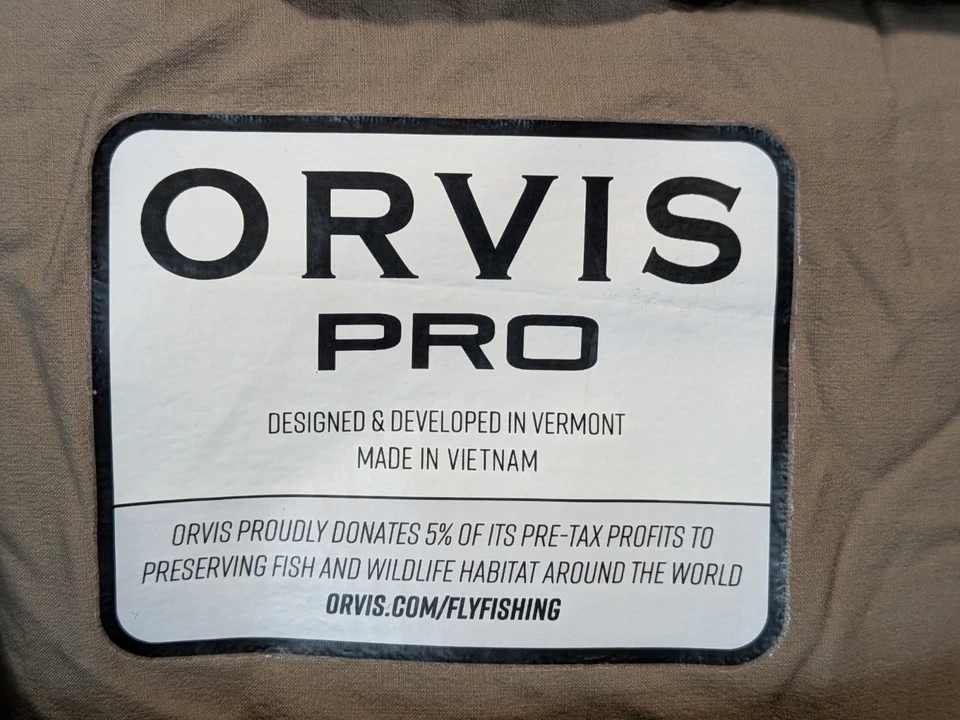 ORVIS
PRO
DESIGNED & DEVELOPED IN VERMONT
MADE IN VIETNAM
ORVIS PROUDLY DONATES 5% OF ITS PRE-TAX PROFITS TO
PRESERVING FISH AND WILDLIFE HABITAT AROUND THE WORLD
ORVIS.COM/FLYFISHING